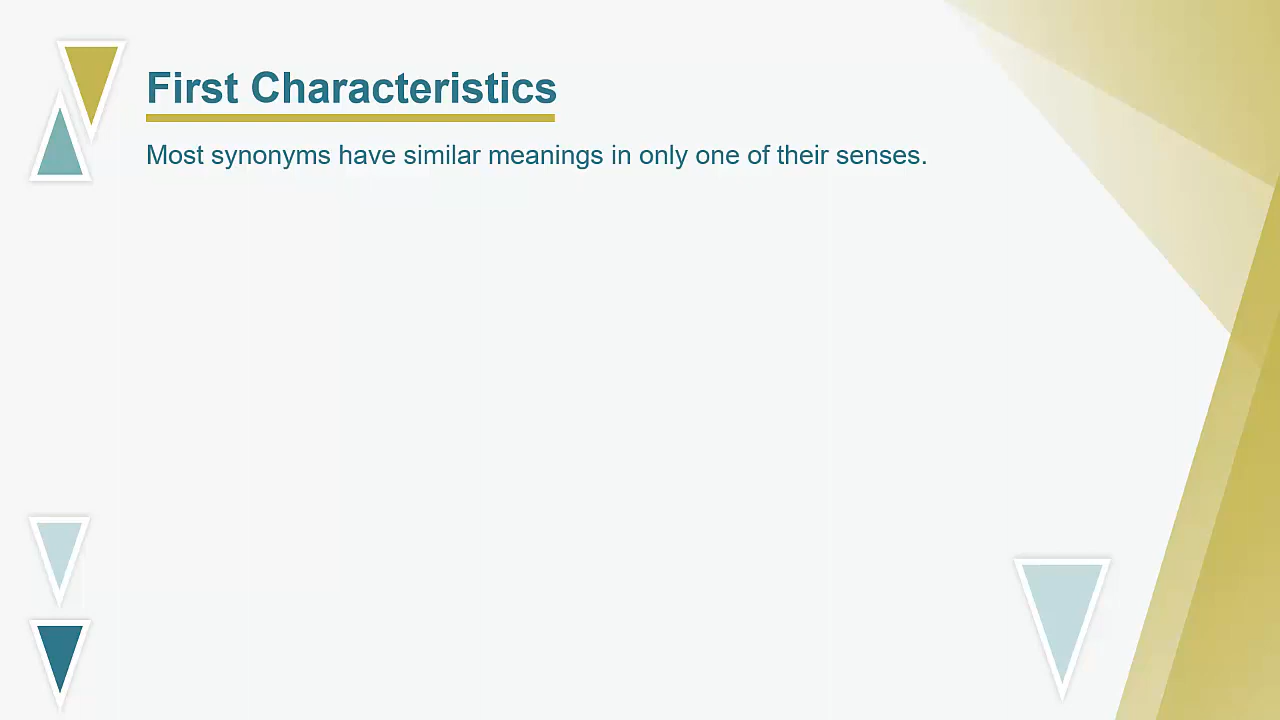 First Characteristics
Most synonyms have similar meanings in only one of their senses.